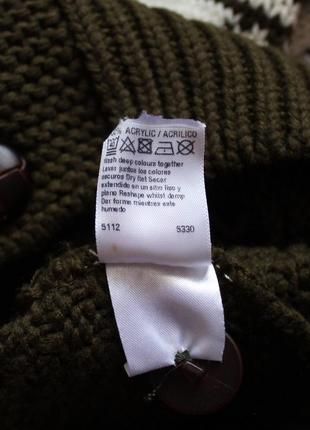 % ACRYLIC / ACRILICO
Wash deep colours together
Lavar juntos los colores
oscuros Dry flat Secar
extendido en un sitio liso y
plano Reshape whilst damp
Dar forma mientras este
humedo
5112 5330